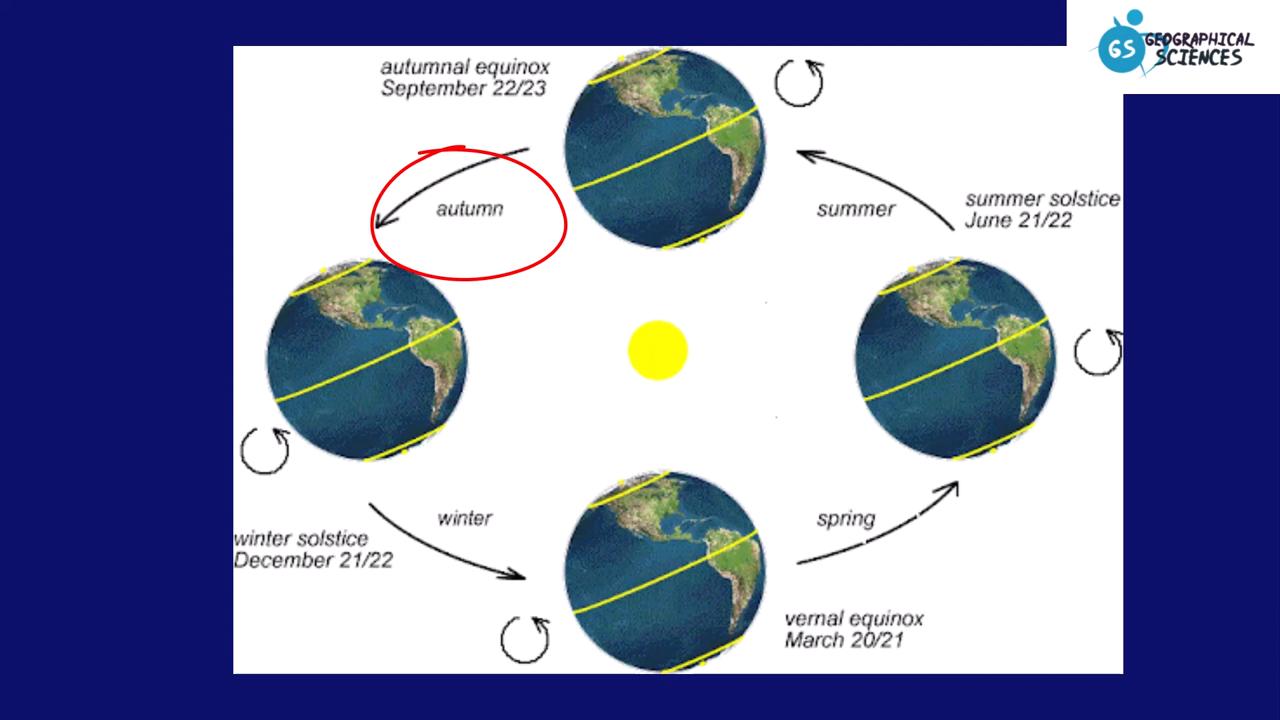 GS GEOGRAPHICAL
SCIENCES
autumnal equinox
September 22/23
autumn
summer
summer solstice
June 21/22
winter
spring
winter solstice
December 21/22
vernal equinox
March 20/21